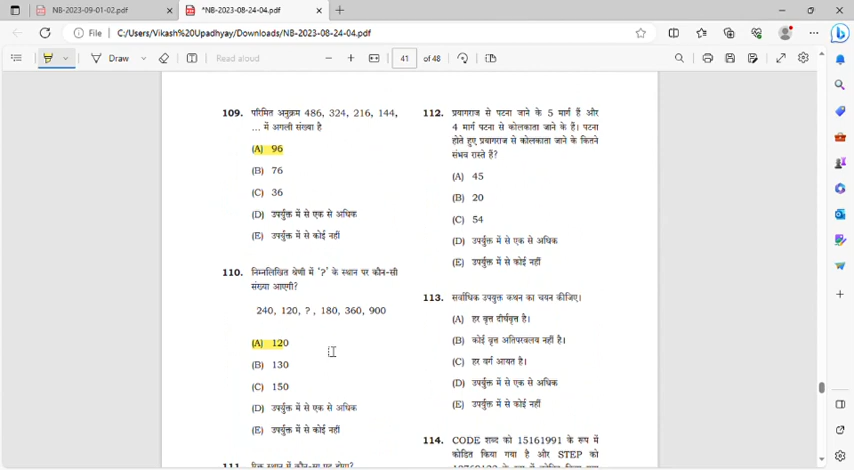 NB-2023-09-01-02.pdf
*NB-2023-08-24-04.pdf
File
C:/Users/Vikash%20Upadhyay/Downloads/NB-2023-08-24-04.pdf
Draw
Read aloud
41 of 48
109. परिमित अनुक्रम 486, 324, 216, 144,
... में अगली संख्या है
(A) 96
(B) 76
(C) 36
(D) उपर्युक्त में से एक से अधिक
(E) उपर्युक्त में से कोई नहीं
110. निम्नलिखित श्रेणी में '?' के स्थान पर कौन-सी
संख्या आएगी?
240, 120, ? , 180, 360, 900
(A) 120
(B) 130
(C) 150
(D) उपर्युक्त में से एक से अधिक
(E) उपर्युक्त में से कोई नहीं
112. प्रयागराज से पटना जाने के 5 मार्ग हैं और
4 मार्ग पटना से कोलकाता जाने के हैं। पटना
होते हुए प्रयागराज से कोलकाता जाने के कितने
संभव रास्ते हैं?
(A) 45
(B) 20
(C) 54
(D) उपर्युक्त में से एक से अधिक
(E) उपर्युक्त में से कोई नहीं
113. सर्वाधिक उपयुक्त कथन का चयन कीजिए।
(A) हर वृत्त दीर्घवृत्त है।
(B) कोई वृत्त अतिपरवलय नहीं है।
(C) हर वर्ग आयत है।
(D) उपर्युक्त में से एक से अधिक
(E) उपर्युक्त में से कोई नहीं
114. CODE शब्द को 15161991 के रूप में
कोडित किया गया है और STEP को